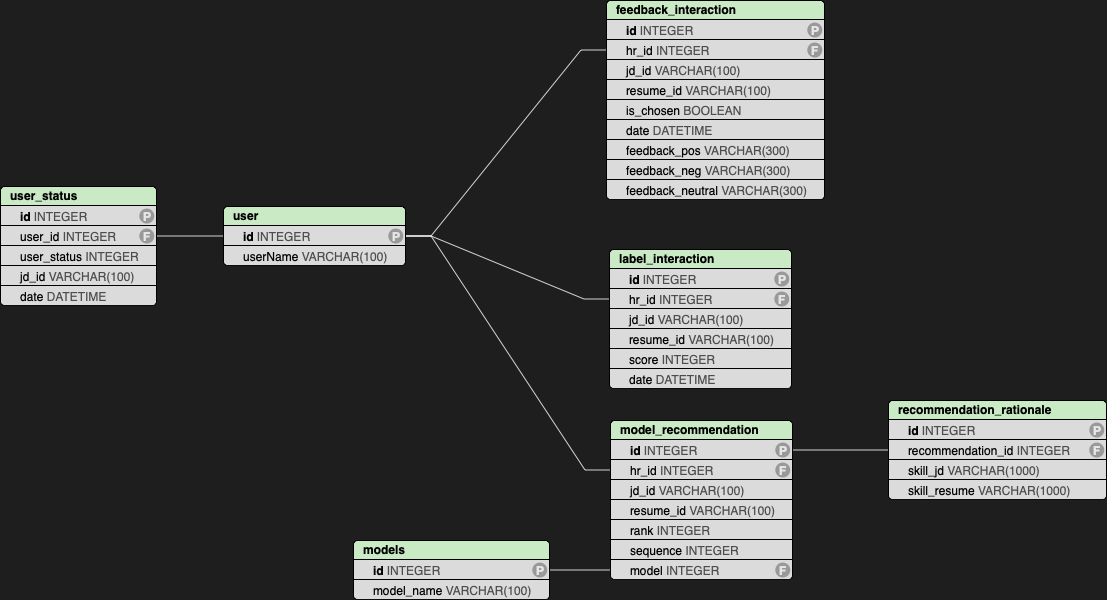 feedback_interaction
id INTEGER P
hr_id INTEGER F
jd_id VARCHAR(100)
resume_id VARCHAR(100)
is_chosen BOOLEAN
date DATETIME
feedback_pos VARCHAR(300)
feedback_neg VARCHAR(300)
feedback_neutral VARCHAR(300)
user_status
id INTEGER P
user_id INTEGER F
user_status INTEGER
jd_id VARCHAR(100)
date DATETIME
user
id INTEGER P
userName VARCHAR(100)
label_interaction
id INTEGER P
hr_id INTEGER F
jd_id VARCHAR(100)
resume_id VARCHAR(100)
score INTEGER
date DATETIME
model_recommendation
id INTEGER P
hr_id INTEGER F
jd_id VARCHAR(100)
resume_id VARCHAR(100)
rank INTEGER
sequence INTEGER
model INTEGER F
recommendation_rationale
id INTEGER P
recommendation_id INTEGER F
skill_jd VARCHAR(1000)
skill_resume VARCHAR(1000)
models
id INTEGER P
model_name VARCHAR(100)